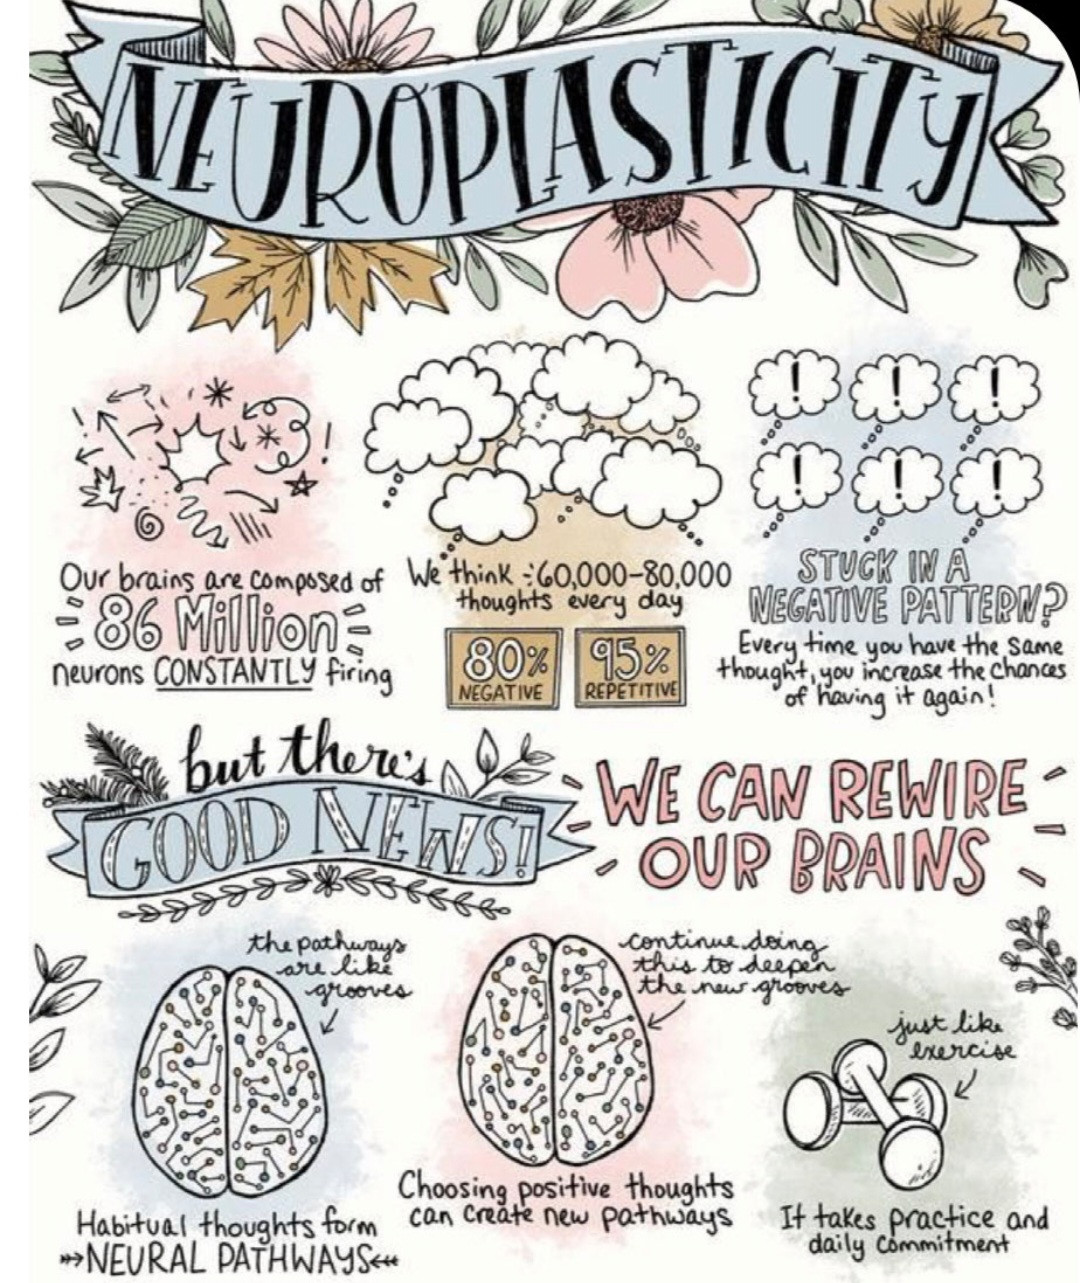 NEUROPLASTICITY
Our brains are composed of
86 Million
neurons CONSTANTLY firing
We think ~60,000-80,000
thoughts every day
80%
NEGATIVE
95%
REPETITIVE
! ! !
! ! !
STUCK IN A
NEGATIVE PATTERN?
Every time you have the same
thought, you increase the chances
of having it again!
but there's
GOOD NEWS!
WE CAN REWIRE
OUR BRAINS
the pathways
are like
grooves
Habitual thoughts form
NEURAL PATHWAYS
continue doing
this to deepen
the new grooves
Choosing positive thoughts
can create new pathways
just like
exercise
It takes practice and
daily commitment